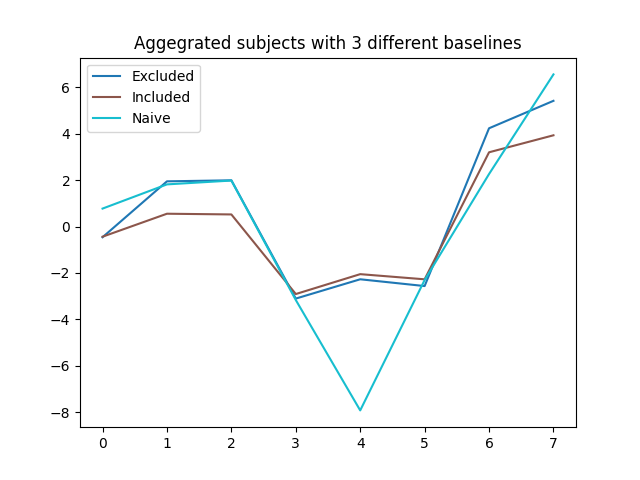 Aggegrated subjects with 3 different baselines
Excluded
Included
Naive
6
4
2
0
−2
−4
−6
−8
0 1 2 3 4 5 6 7